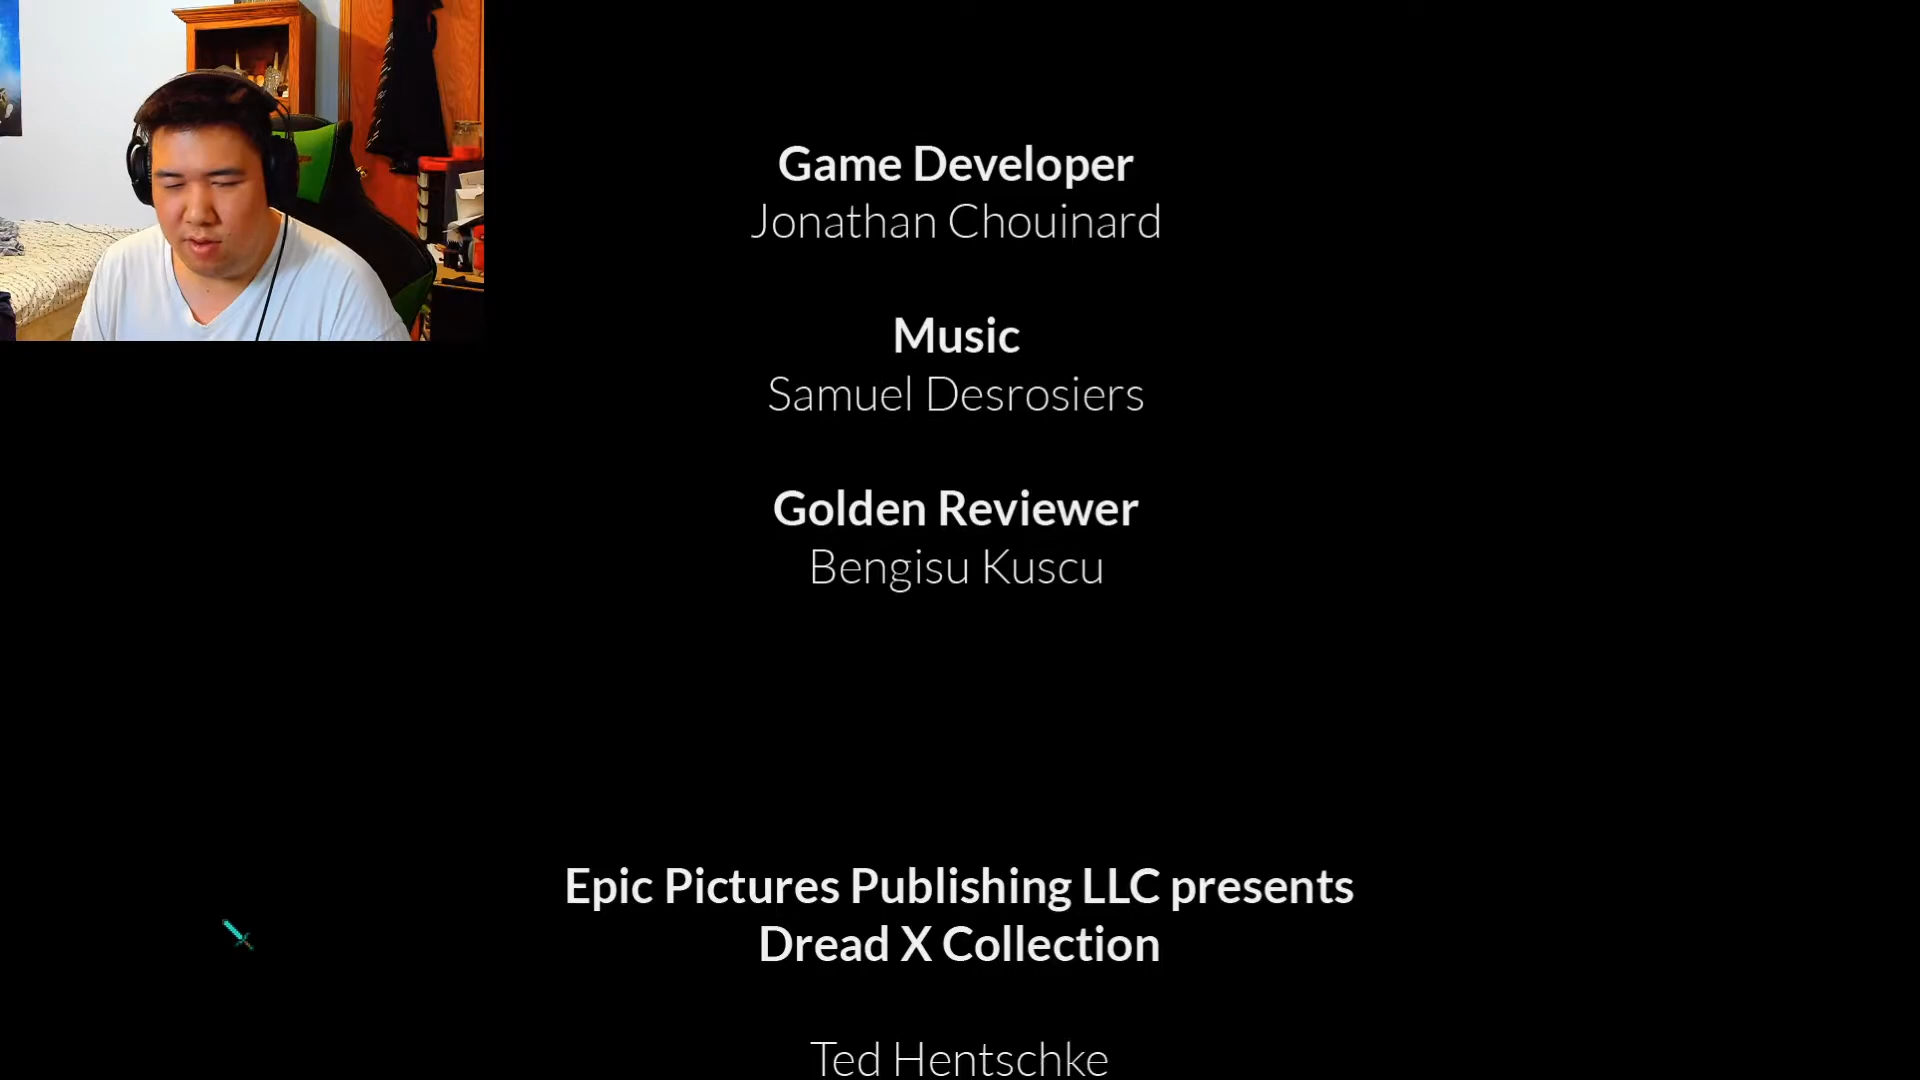 Game Developer
Jonathan Chouinard
Music
Samuel Desrosiers
Golden Reviewer
Bengisu Kuscu
Epic Pictures Publishing LLC presents
Dread X Collection
Ted Hentschke